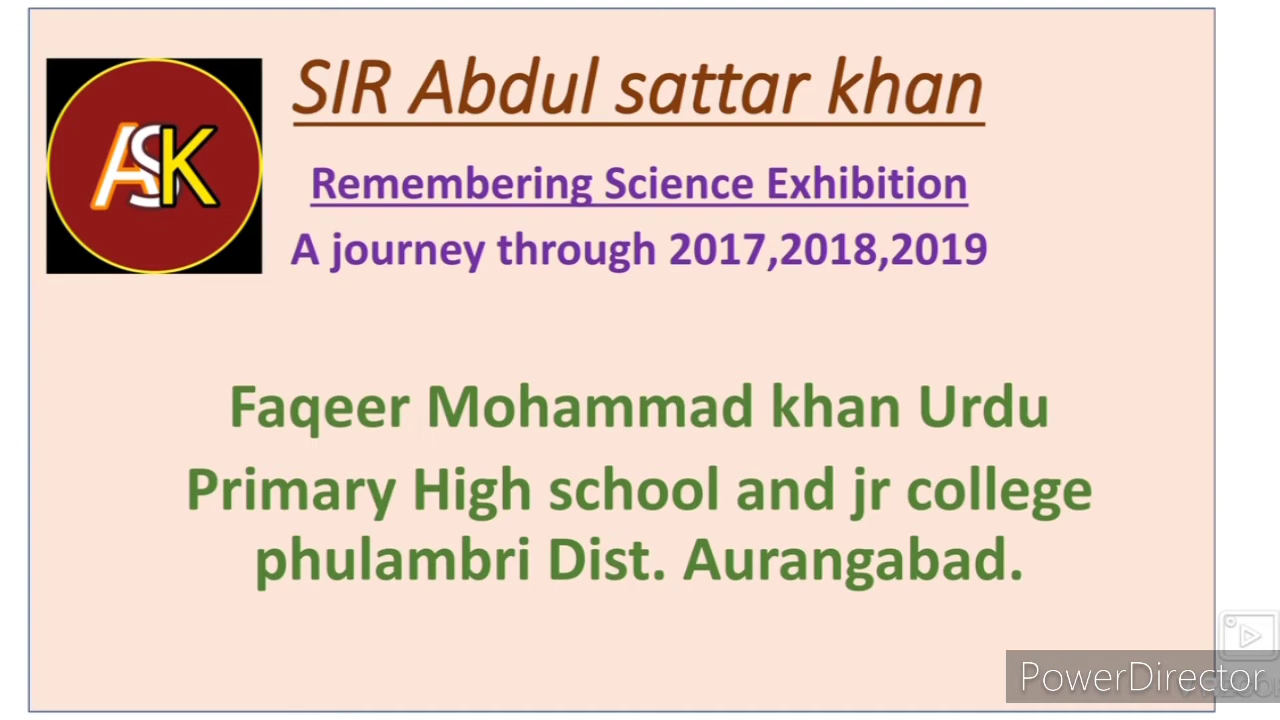 SIR Abdul sattar khan
ASK
Remembering Science Exhibition
A journey through 2017,2018,2019
Faqeer Mohammad khan Urdu
Primary High school and jr college
phulambri Dist. Aurangabad.
PowerDirector